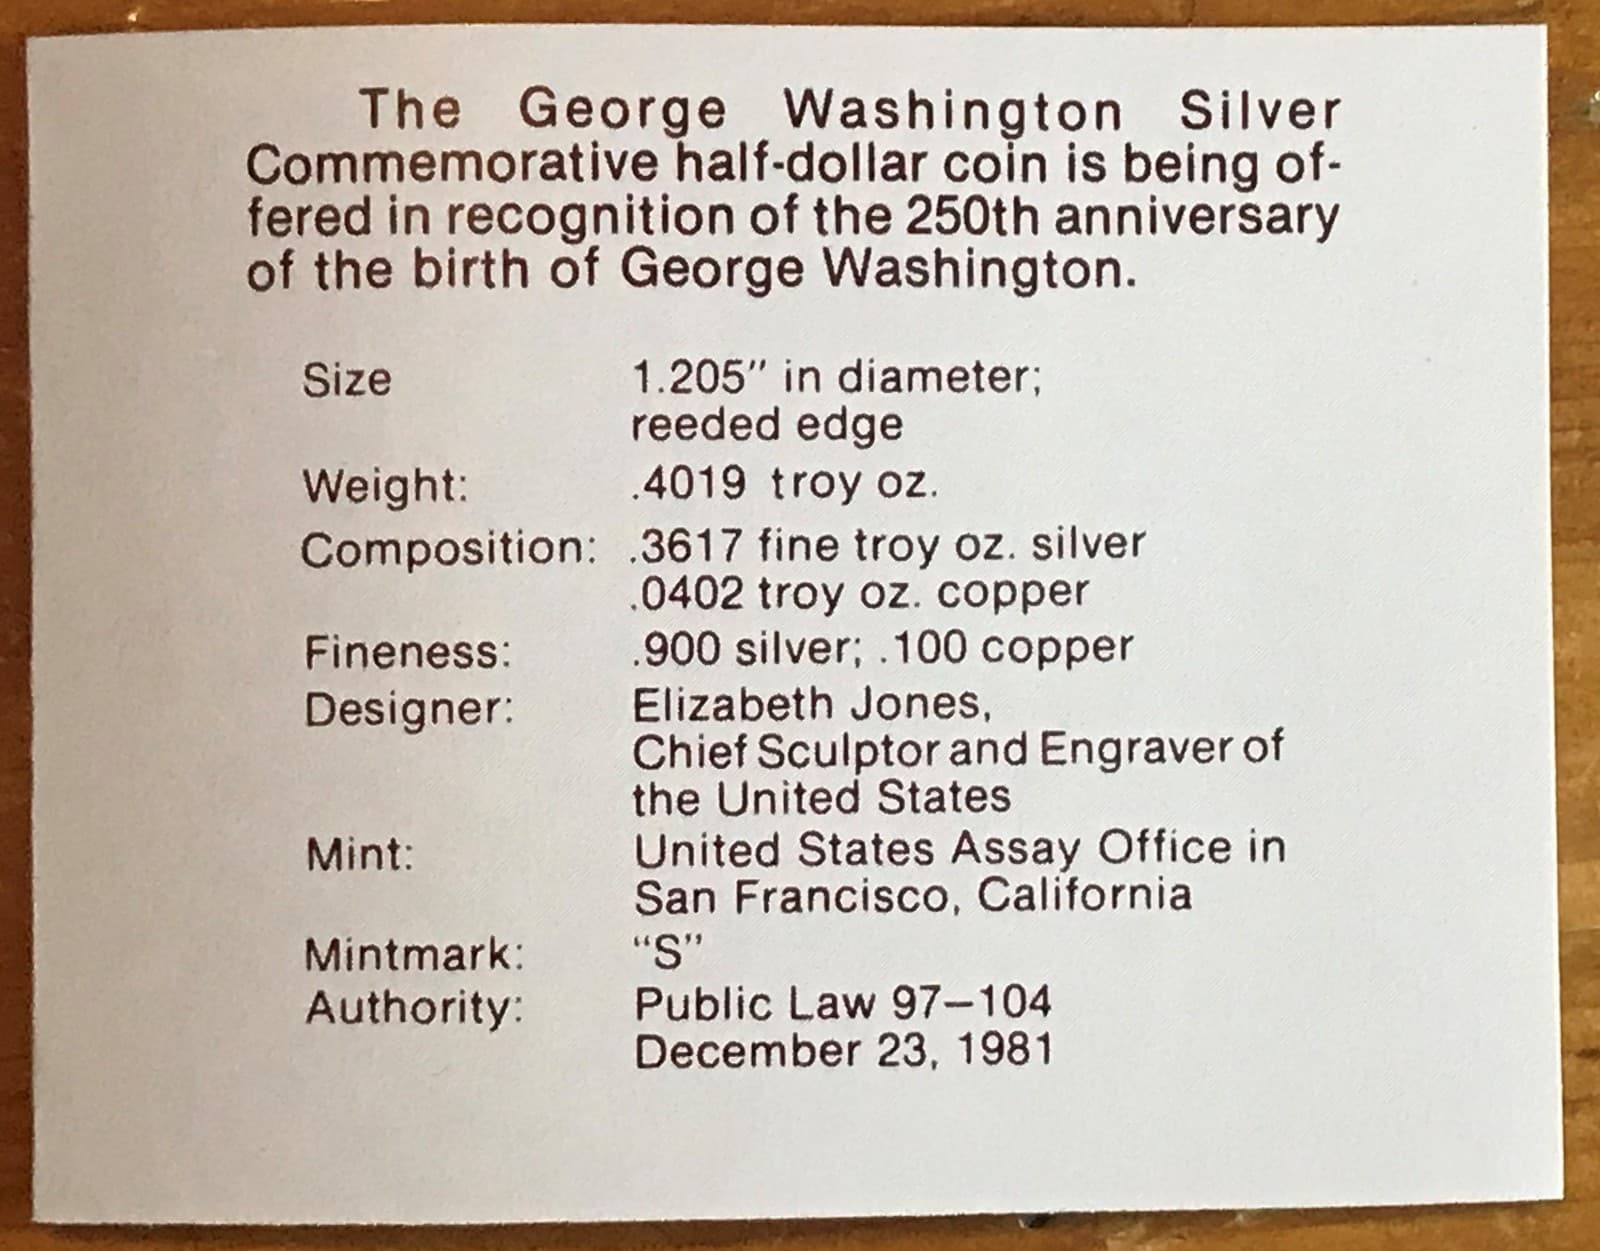 The George Washington Silver
Commemorative half-dollar coin is being of-
fered in recognition of the 250th anniversary
of the birth of George Washington.
Size 1.205″ in diameter;
reeded edge
Weight: .4019 troy oz.
Composition: .3617 fine troy oz. silver
.0402 troy oz. copper
Fineness: .900 silver; .100 copper
Designer: Elizabeth Jones,
Chief Sculptor and Engraver of
the United States
Mint: United States Assay Office in
San Francisco, California
Mintmark: “S”
Authority: Public Law 97–104
December 23, 1981